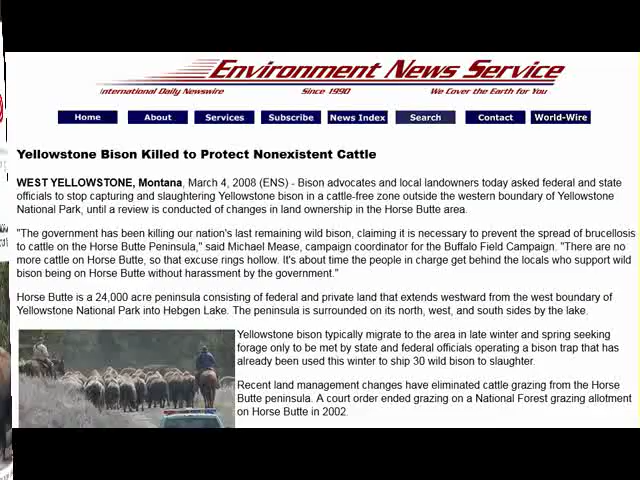 Environment News Service
International Daily Newswire Since 1990 We Cover the Earth for You
Home About Services Subscribe News Index Search Contact World-Wire
Yellowstone Bison Killed to Protect Nonexistent Cattle
WEST YELLOWSTONE, Montana, March 4, 2008 (ENS) - Bison advocates and local landowners today asked federal and state
officials to stop capturing and slaughtering Yellowstone bison in a cattle-free zone outside the western boundary of Yellowstone
National Park, until a review is conducted of changes in land ownership in the Horse Butte area.
"The government has been killing our nation's last remaining wild bison, claiming it is necessary to prevent the spread of brucellosis
to cattle on the Horse Butte Peninsula," said Michael Mease, campaign coordinator for the Buffalo Field Campaign. "There are no
more cattle on Horse Butte, so that excuse rings hollow. It's about time the people in charge get behind the locals who support wild
bison being on Horse Butte without harassment by the government."
Horse Butte is a 24,000 acre peninsula consisting of federal and private land that extends westward from the west boundary of
Yellowstone National Park into Hebgen Lake. The peninsula is surrounded on its north, west, and south sides by the lake.
Yellowstone bison typically migrate to the area in late winter and spring seeking
forage only to be met by state and federal officials operating a bison trap that has
already been used this winter to ship 30 wild bison to slaughter.
Recent land management changes have eliminated cattle grazing from the Horse
Butte peninsula. A court order ended grazing on a National Forest grazing allotment
on Horse Butte in 2002.